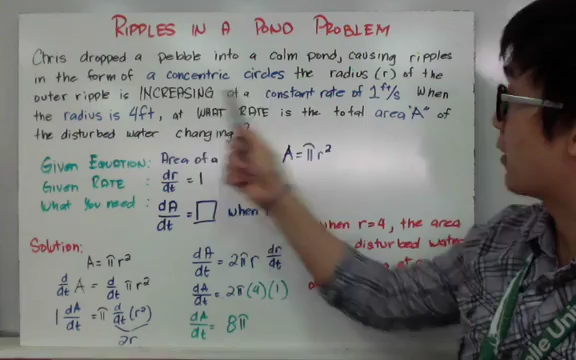 RIPPLES IN A POND PROBLEM
Chris dropped a pebble into a calm pond, causing ripples
in the form of a concentric circles the radius (r) of the
outer ripple is INCREASING at a constant rate of 1 ft/s When
the radius is 4ft, at WHAT RATE is the total area "A" of
the disturbed water changing?
GIVEN EQUATION: Area of a A = πr²
GIVEN RATE : dr/dt = 1
WHAT YOU NEED : dA/dt = □ when
Solution:
A = πr²
d/dt A = d/dt πr²
1 dA/dt = π d/dt (r²)
2r
dA/dt = 2πr dr/dt
dA/dt = 2π(4)(1)
dA/dt = 8π
when r=4, the area
disturbed water